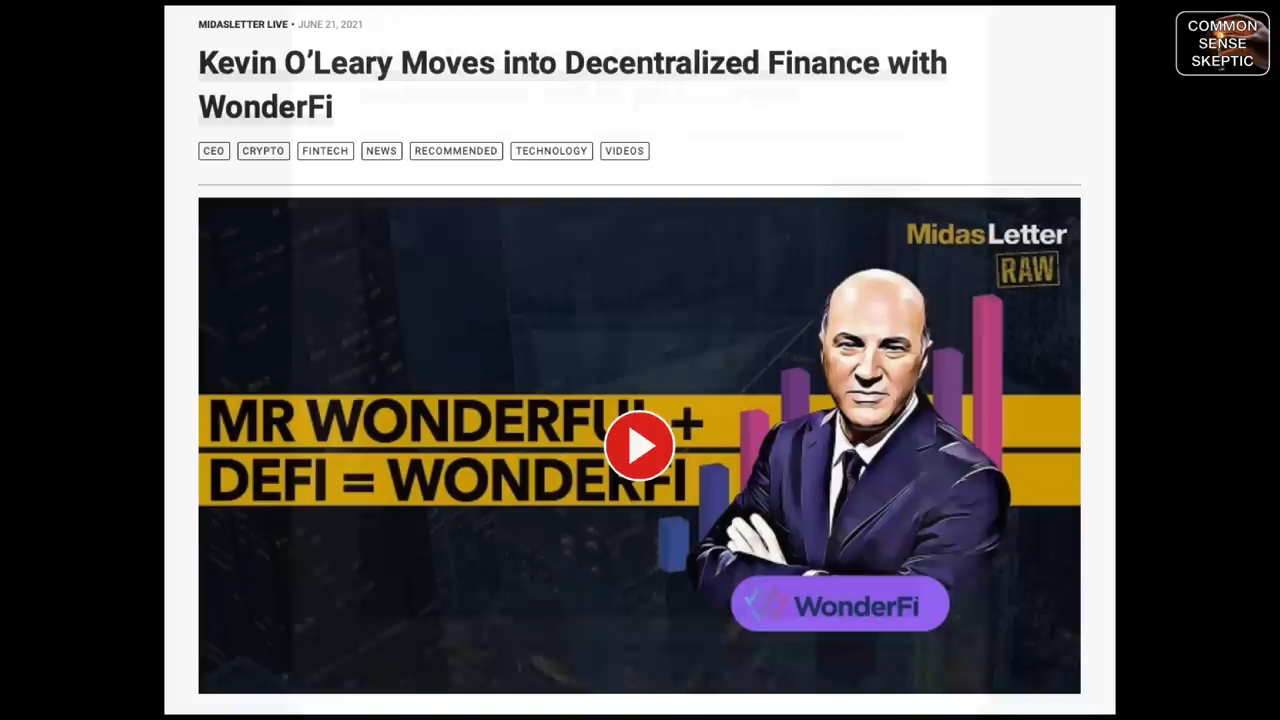 MIDASLETTER LIVE • JUNE 21, 2021
Kevin O’Leary Moves into Decentralized Finance with
WonderFi
CEO CRYPTO FINTECH NEWS RECOMMENDED TECHNOLOGY VIDEOS
MidasLetter
RAW
MR WONDERFUL +
DEFI = WONDERFI
WonderFi
COMMON
SENSE
SKEPTIC